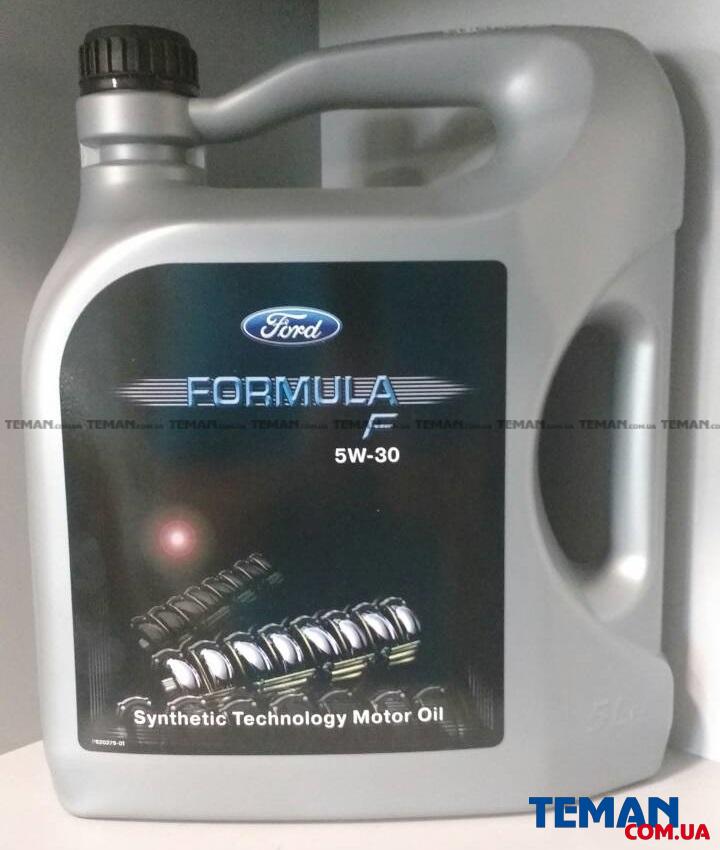 Ford
FORMULA
F
TEMAN.com.ua TEMAN.com.ua TEMAN.com.ua TEMAN.com.ua TEMAN.com.ua TEMAN.com.ua TEMAN.com.ua TEMAN.com.ua TEMAN.com.ua
5W-30
Synthetic Technology Motor Oil
5L
TEMAN
COM.UA